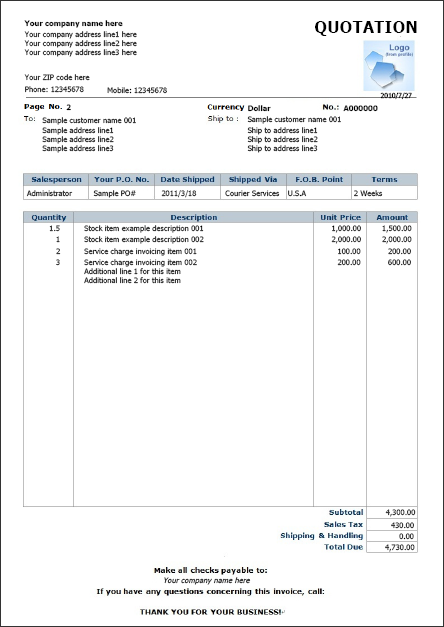 Your company name here
QUOTATION
Your company address line1 here
Your company address line2 here
Your company address line3 here
Logo
(from profile)
Your ZIP code here
Phone: 12345678 Mobile: 12345678
2010/7/27
Page No. 2 Currency Dollar No.: A000000
To: Sample customer name 001 Ship to : Sample customer name 001
Sample address line1 Ship to address line1
Sample address line2 Ship to address line2
Sample address line3 Ship to address line3
Salesperson Your P.O. No. Date Shipped Shipped Via F.O.B. Point Terms
Administrator Sample PO# 2011/3/18 Courier Services U.S.A 2 Weeks
Quantity Description Unit Price Amount
1.5 Stock item example description 001 1,000.00 1,500.00
1 Stock item example description 002 2,000.00 2,000.00
2 Service charge invoicing item 001 100.00 200.00
3 Service charge invoicing item 002 200.00 600.00
Additional line 1 for this item
Additional line 2 for this item
Subtotal 4,300.00
Sales Tax 430.00
Shipping & Handling 0.00
Total Due 4,730.00
Make all checks payable to:
Your company name here
If you have any questions concerning this invoice, call:
THANK YOU FOR YOUR BUSINESS!